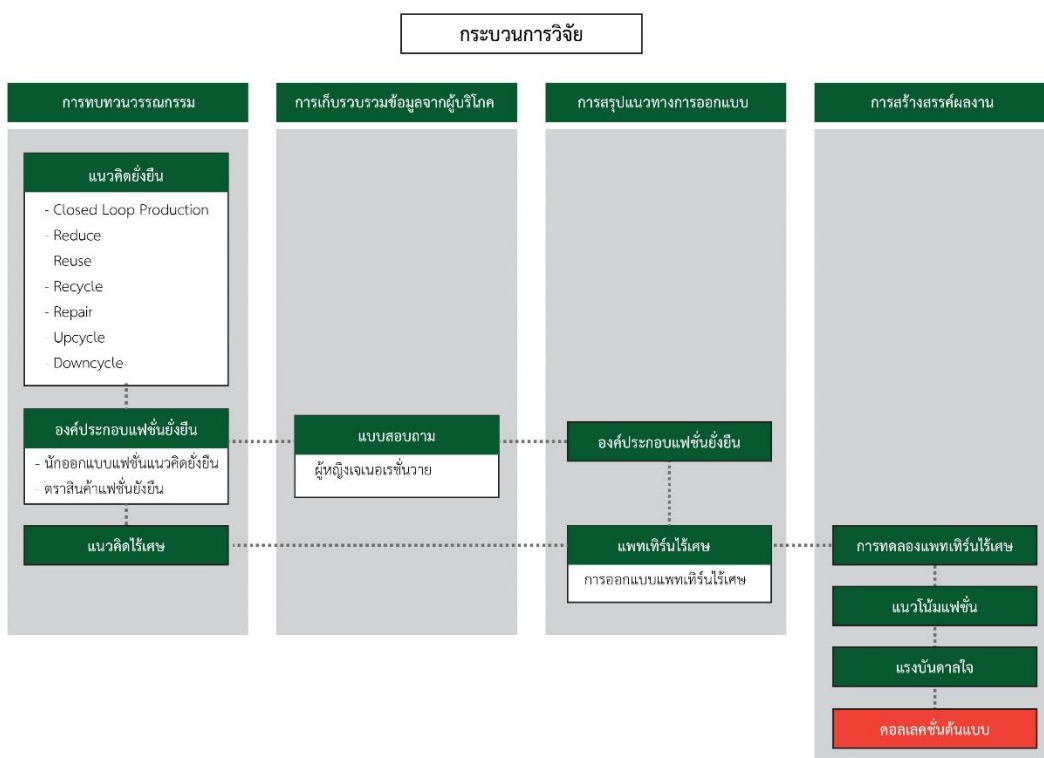 กระบวนการวิจัย
การทบทวนวรรณกรรม
แนวคิดยั่งยืน
- Closed Loop Production
- Reduce
Reuse
- Recycle
- Repair
- Upcycle
- Downcycle
องค์ประกอบแฟชั่นยั่งยืน
- นักออกแบบแฟชั่นแนวคิดยั่งยืน
- ตราสินค้าแฟชั่นยังยืน
แนวคิดไร้เศษ
การเก็บรวบรวมข้อมูลจากผู้บริโภค
แบบสอบถาม
ผู้หญิงเจเนอเรชั่นวาย
การสรุปแนวทางการออกแบบ
องค์ประกอบแฟชั่นยั่งยืน
แพทเทิร์นไร้เศษ
การออกแบบแพทเทิร์นไร้เศษ
การสร้างสรรค์ผลงาน
การทดลองแพทเทิร์นไร้เศษ
แนวโน้มแฟชั่น
แรงบันดาลใจ
คอลเลคชั่นต้นแบบ